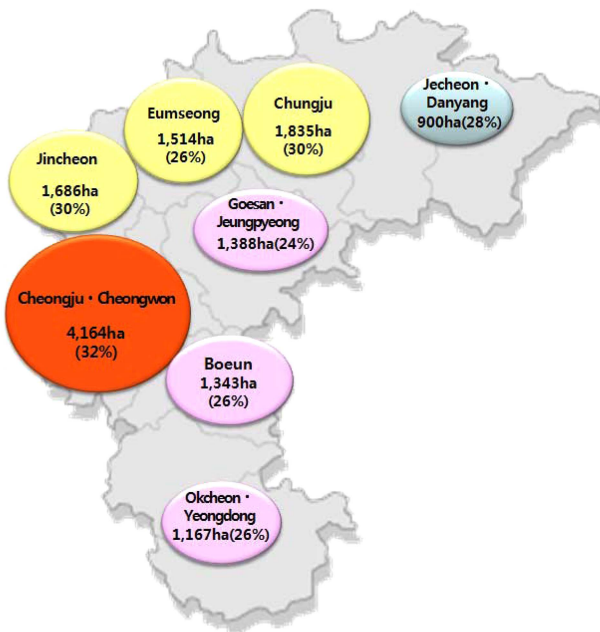 Jecheon・
Danyang
900ha(28%)
Chungju
1,835ha
(30%)
Eumseong
1,514ha
(26%)
Jincheon
1,686ha
(30%)
Goesan・
Jeungpyeong
1,388ha(24%)
Cheongju・Cheongwon
4,164ha
(32%)
Boeun
1,343ha
(26%)
Okcheon・
Yeongdong
1,167ha(26%)